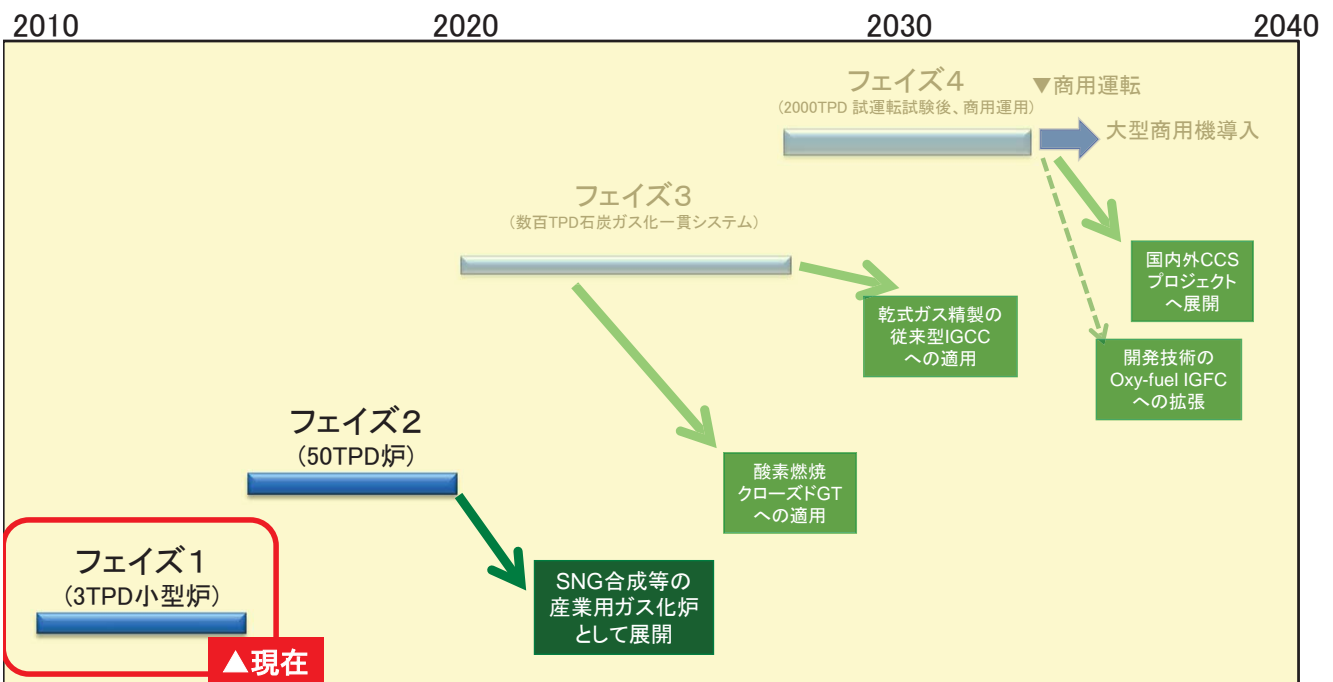 2010
2020
2030
2040
フェイズ4
（2000TPD 試運転試験後、商用運用）
▼商用運転
大型商用機導入
フェイズ3
（数百TPD石炭ガス化一貫システム）
国内外CCS
プロジェクト
へ展開
乾式ガス精製の
従来型IGCC
への適用
開発技術の
Oxy-fuel IGFC
への拡張
フェイズ2
（50TPD炉）
酸素燃焼
クローズドGT
への適用
フェイズ1
（3TPD小型炉）
SNG合成等の
産業用ガス化炉
として展開
▲現在